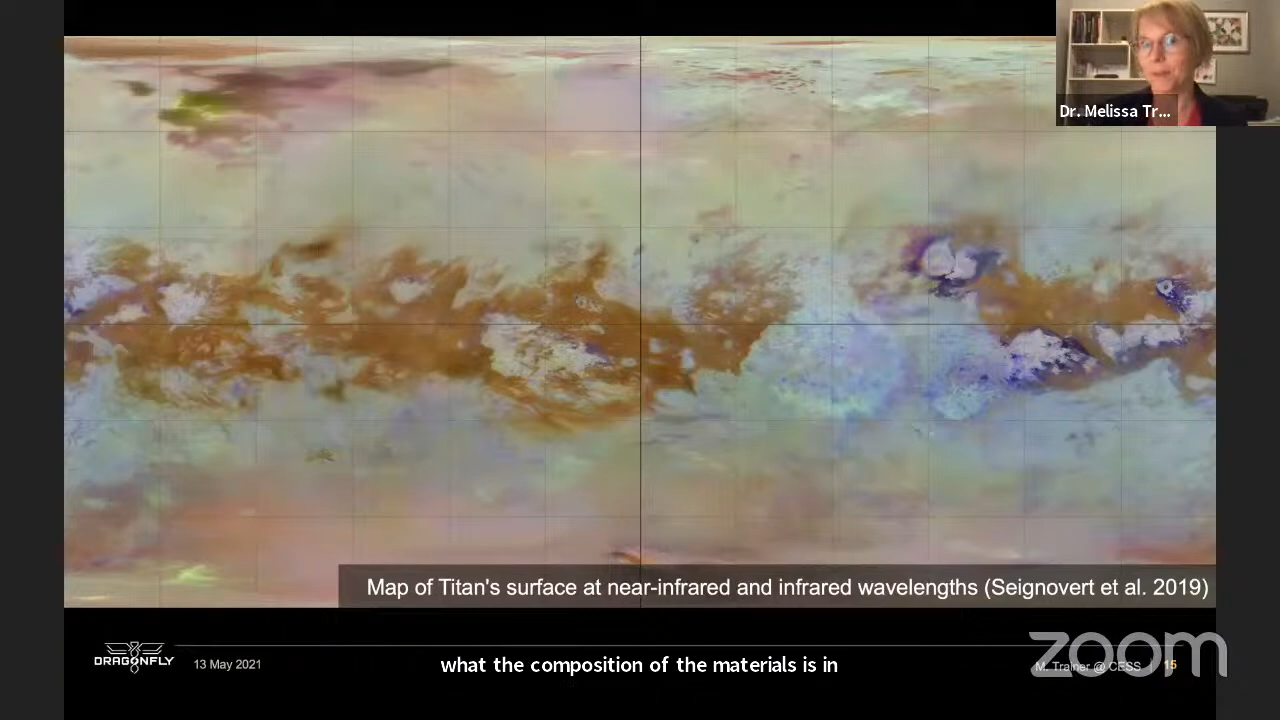 Dr. Melissa Tr...
Map of Titan's surface at near-infrared and infrared wavelengths (Seignovert et al. 2019)
DRAGONFLY
13 May 2021
what the composition of the materials is in
M. Trainer @ CESS | 15
zoom